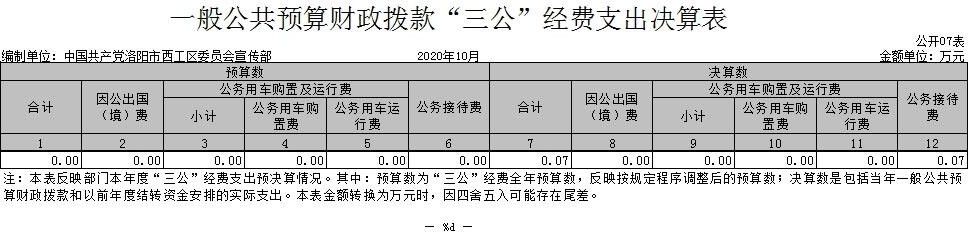 一般公共预算财政拨款“三公”经费支出决算表
公开07表
编制单位：中国共产党洛阳市西工区委员会宣传部 2020年10月 金额单位：万元
预算数 决算数
合计 因公出国（境）费 公务用车购置及运行费 公务接待费 合计 因公出国（境）费 公务用车购置及运行费 公务接待费
小计 公务用车购置费 公务用车运行费 小计 公务用车购置费 公务用车运行费
1 2 3 4 5 6 7 8 9 10 11 12
0.00 0.00 0.00 0.00 0.00 0.00 0.07 0.00 0.00 0.00 0.00 0.07
注：本表反映部门本年度“三公”经费支出预决算情况。其中：预算数为“三公”经费全年预算数，反映按规定程序调整后的预算数；决算数是包括当年一般公共预
算财政拨款和以前年度结转资金安排的实际支出。本表金额转换为万元时，因四舍五入可能存在尾差。
— %d —